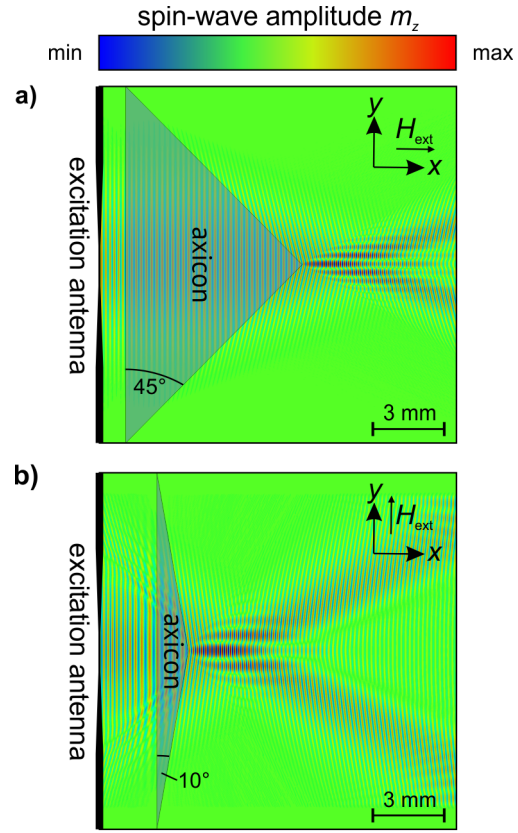 spin-wave amplitude m_z
min max
a)
y
H_ext
x
excitation antenna
axicon
45°
3 mm
b)
y
H_ext
x
excitation antenna
axicon
10°
3 mm